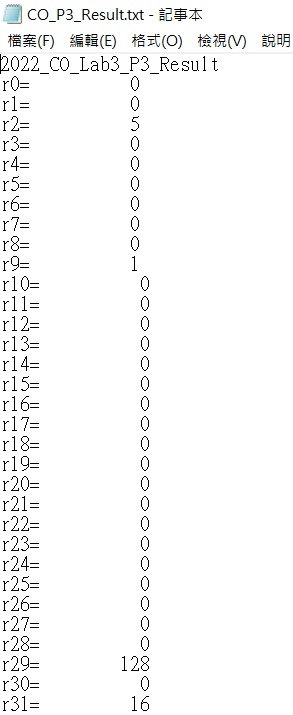 CO_P3_Result.txt - 記事本
檔案(F) 編輯(E) 格式(O) 檢視(V) 說明
2022_CO_Lab3_P3_Result
r0= 0
r1= 0
r2= 5
r3= 0
r4= 0
r5= 0
r6= 0
r7= 0
r8= 0
r9= 1
r10= 0
r11= 0
r12= 0
r13= 0
r14= 0
r15= 0
r16= 0
r17= 0
r18= 0
r19= 0
r20= 0
r21= 0
r22= 0
r23= 0
r24= 0
r25= 0
r26= 0
r27= 0
r28= 0
r29= 128
r30= 0
r31= 16